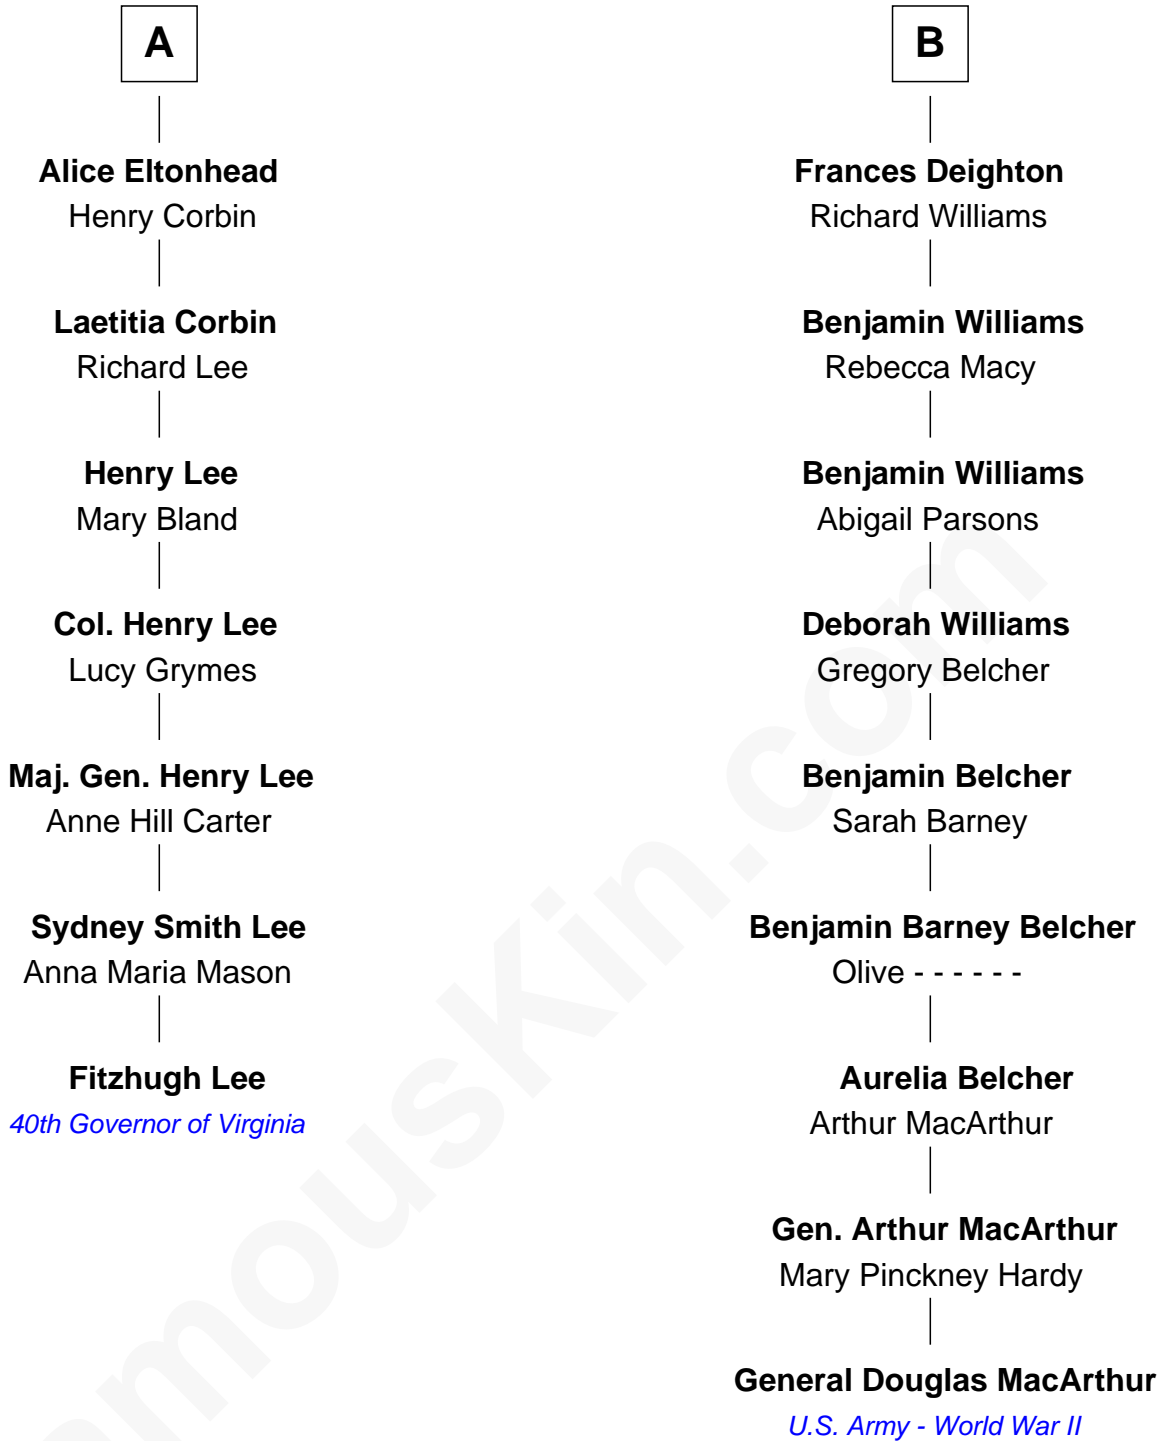 A
Alice Eltonhead
Henry Corbin
Laetitia Corbin
Richard Lee
Henry Lee
Mary Bland
Col. Henry Lee
Lucy Grymes
Maj. Gen. Henry Lee
Anne Hill Carter
Sydney Smith Lee
Anna Maria Mason
Fitzhugh Lee
40th Governor of Virginia
B
Frances Deighton
Richard Williams
Benjamin Williams
Rebecca Macy
Benjamin Williams
Abigail Parsons
Deborah Williams
Gregory Belcher
Benjamin Belcher
Sarah Barney
Benjamin Barney Belcher
Olive - - - - - -
Aurelia Belcher
Arthur MacArthur
Gen. Arthur MacArthur
Mary Pinckney Hardy
General Douglas MacArthur
U.S. Army - World War II
amousKin.com